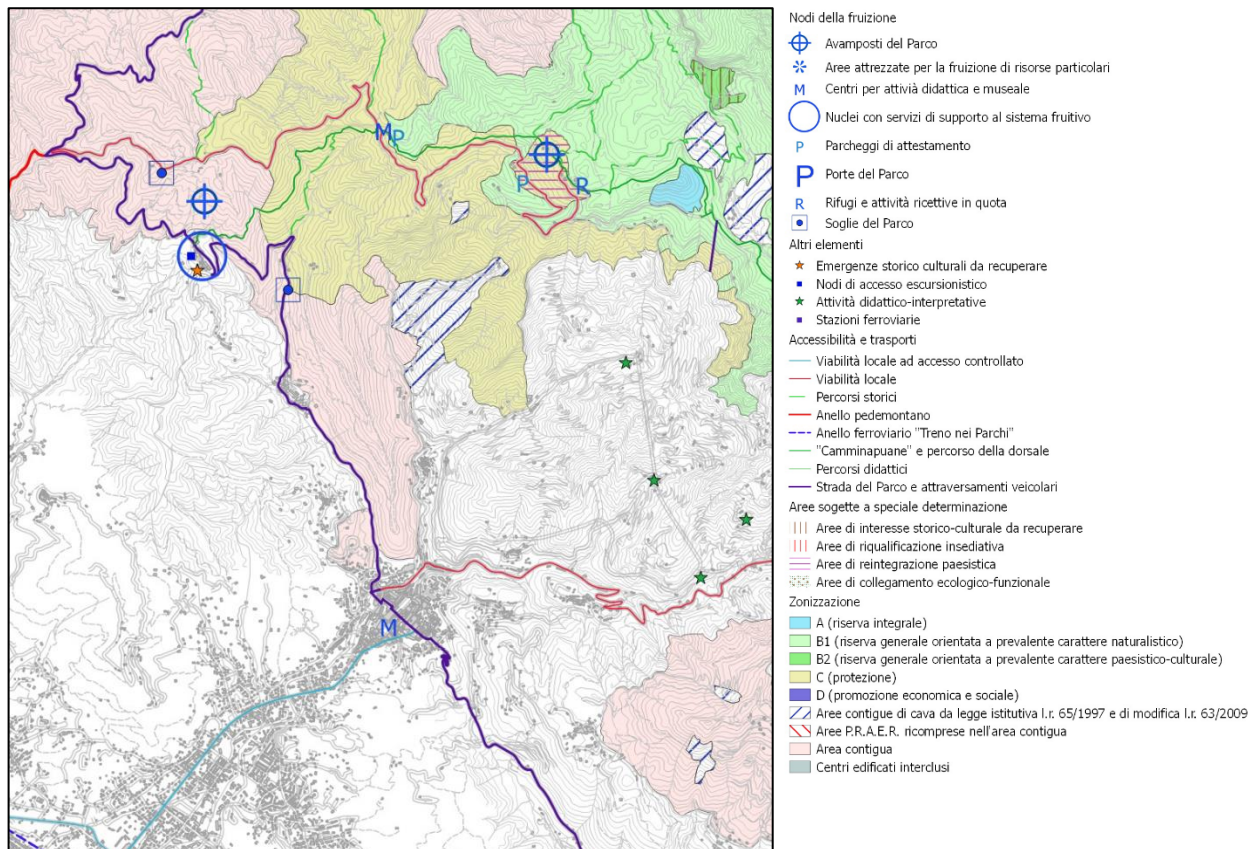 Nodi della fruizione
Avamposti del Parco
Aree attrezzate per la fruizione di risorse particolari
M Centri per attivià didattica e museale
Nuclei con servizi di supporto al sistema fruitivo
P Parcheggi di attestamento
P Porte del Parco
R Rifugi e attività ricettive in quota
Soglie del Parco
Altri elementi
Emergenze storico culturali da recuperare
Nodi di accesso escursionistico
Attività didattico-interpretative
Stazioni ferroviarie
Accessibilità e trasporti
Viabilità locale ad accesso controllato
Viabilità locale
Percorsi storici
Anello pedemontano
Anello ferroviario "Treno nei Parchi"
"Camminapuane" e percorso della dorsale
Percorsi didattici
Strada del Parco e attraversamenti veicolari
Aree sogette a speciale determinazione
Aree di interesse storico-culturale da recuperare
Aree di riqualificazione insediativa
Aree di reintegrazione paesistica
Aree di collegamento ecologico-funzionale
Zonizzazione
A (riserva integrale)
B1 (riserva generale orientata a prevalente carattere naturalistico)
B2 (riserva generale orientata a prevalente carattere paesistico-culturale)
C (protezione)
D (promozione economica e sociale)
Aree contigue di cava da legge istitutiva l.r. 65/1997 e di modifica l.r. 63/2009
Aree P.R.A.E.R. ricomprese nell'area contigua
Area contigua
Centri edificati interclusi
M P
P R
M